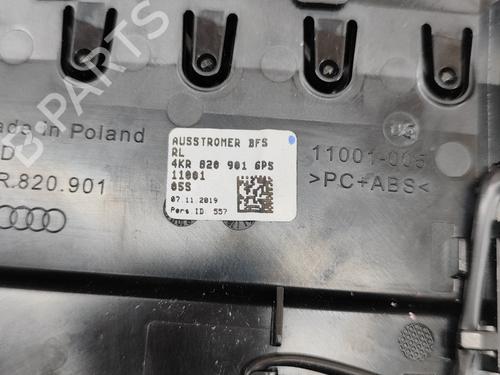 AUSSTROMER BFS
RL
4KR 820 901 6PS
11001
05S
07.11.2019
Pers ID: 557
ade in Poland
D
R.820.901
11001-005
>PC+ABS<
B PARTS